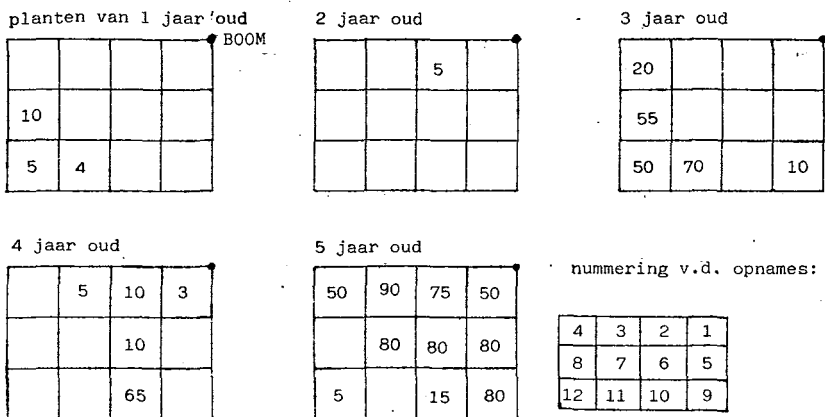 planten van 1 jaar oud
BOOM
10
5 4
2 jaar oud
5
3 jaar oud
20
55
50 70 10
4 jaar oud
5 10 3
10
65
5 jaar oud
50 90 75 50
80 80 80
5 15 80
nummering v.d. opnames:
4 3 2 1
8 7 6 5
12 11 10 9